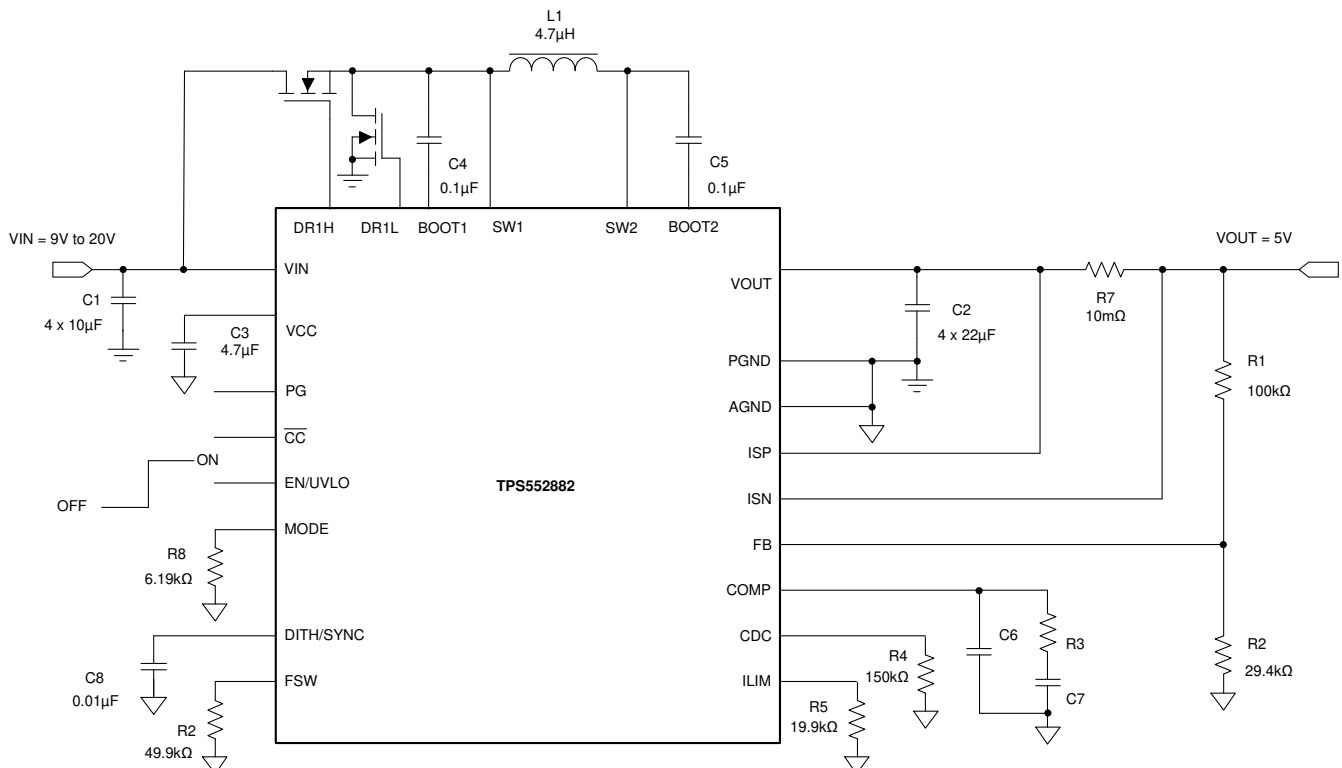 L1
4.7µH
C4
0.1µF
C5
0.1µF
DR1H
DR1L
BOOT1
SW1
SW2
BOOT2
VIN = 9V to 20V
VOUT = 5V
VIN
VOUT
C1
4 x 10µF
C3
4.7µF
VCC
C2
4 x 22µF
R7
10mΩ
PG
PGND
R1
100kΩ
CC
AGND
ON
OFF
EN/UVLO
TPS552882
ISP
ISN
MODE
FB
R8
6.19kΩ
COMP
DITH/SYNC
CDC
C6
R3
R2
29.4kΩ
C8
0.01µF
FSW
ILIM
R4
150kΩ
C7
R2
49.9kΩ
R5
19.9kΩ